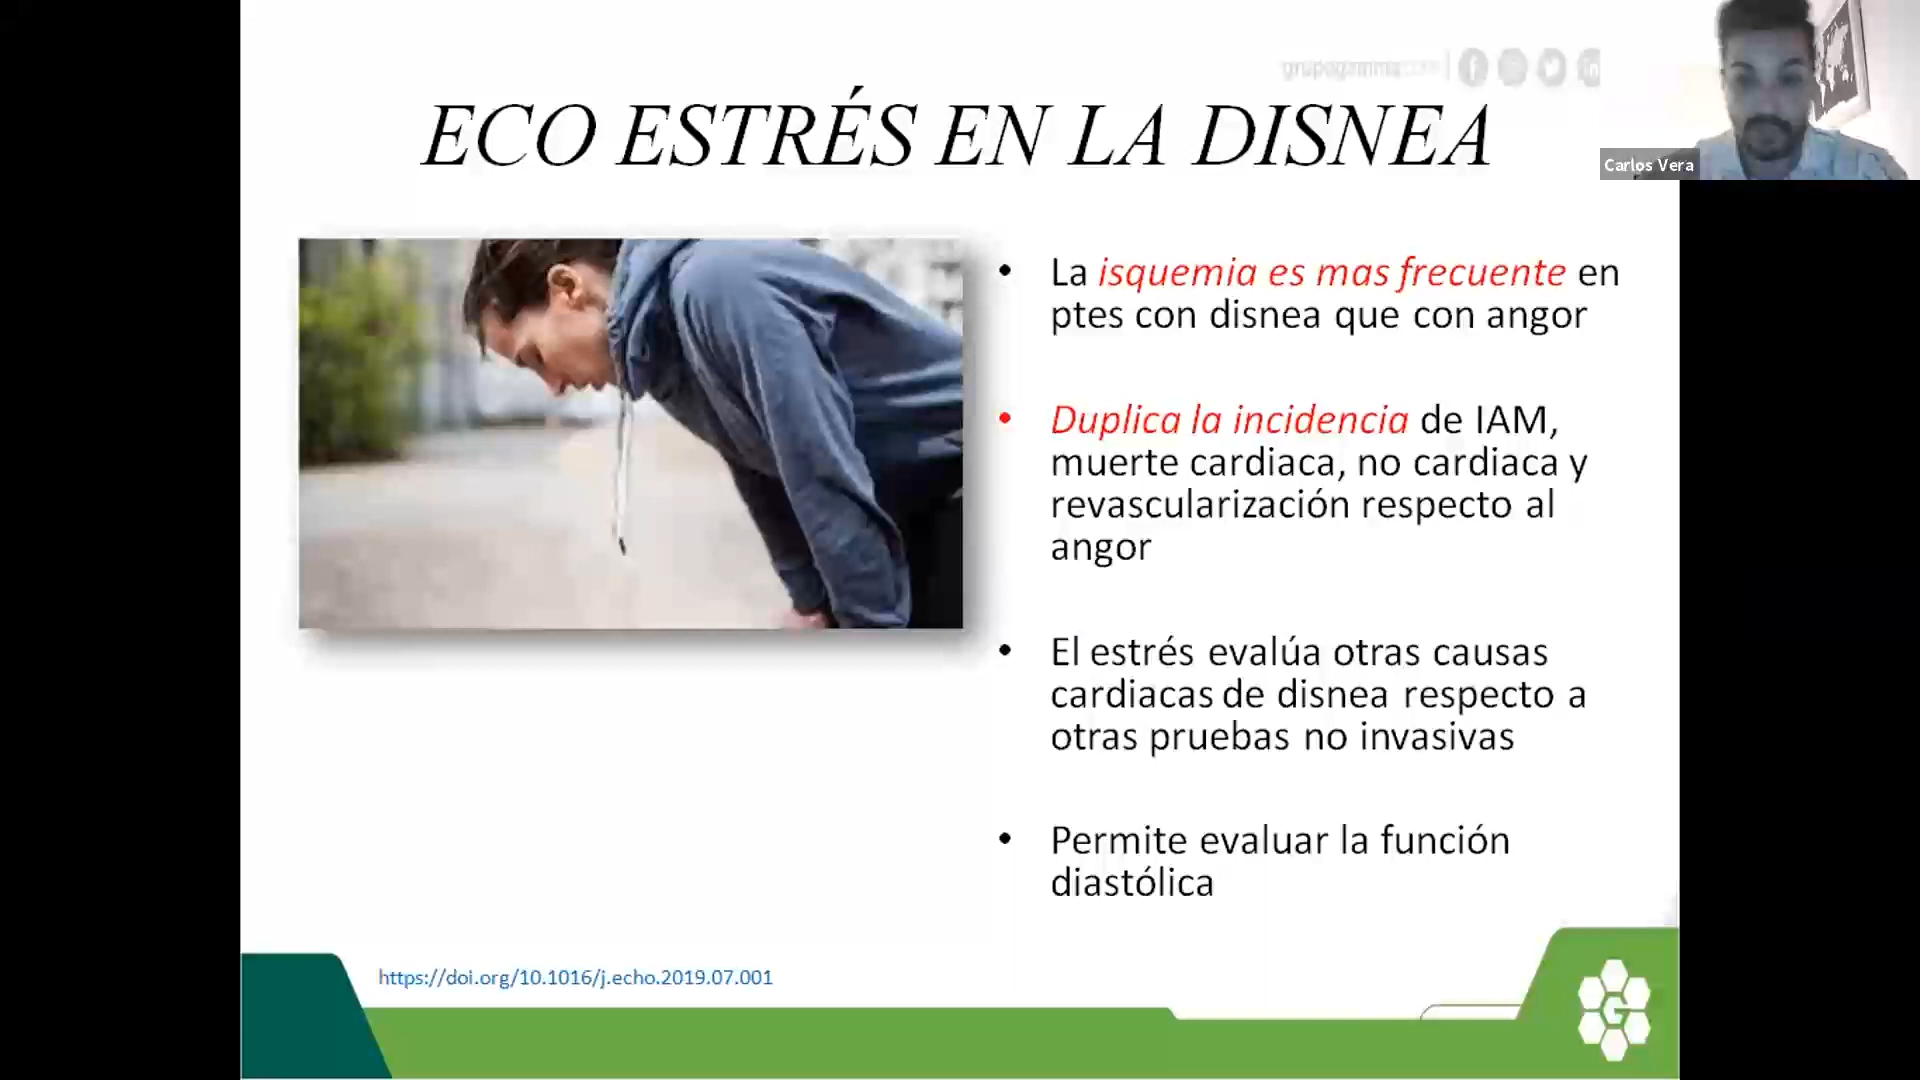 ECO ESTRÉS EN LA DISNEA
Carlos Vera
• La isquemia es mas frecuente en
ptes con disnea que con angor
• Duplica la incidencia de IAM,
muerte cardiaca, no cardiaca y
revascularización respecto al
angor
• El estrés evalúa otras causas
cardiacas de disnea respecto a
otras pruebas no invasivas
• Permite evaluar la función
diastólica
https://doi.org/10.1016/j.echo.2019.07.001
G